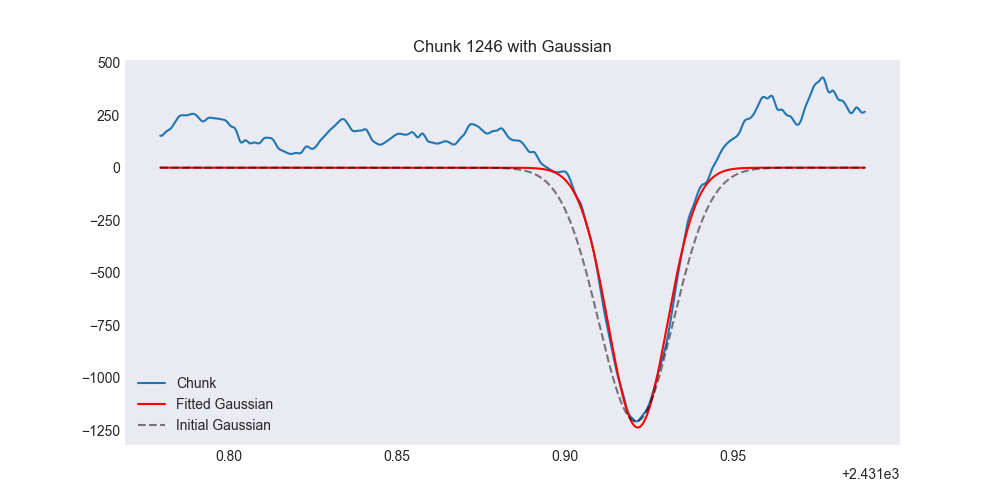 Chunk 1246 with Gaussian
500
250
0
−250
−500
−750
−1000
−1250
Chunk
Fitted Gaussian
Initial Gaussian
0.80 0.85 0.90 0.95
+2.431e3